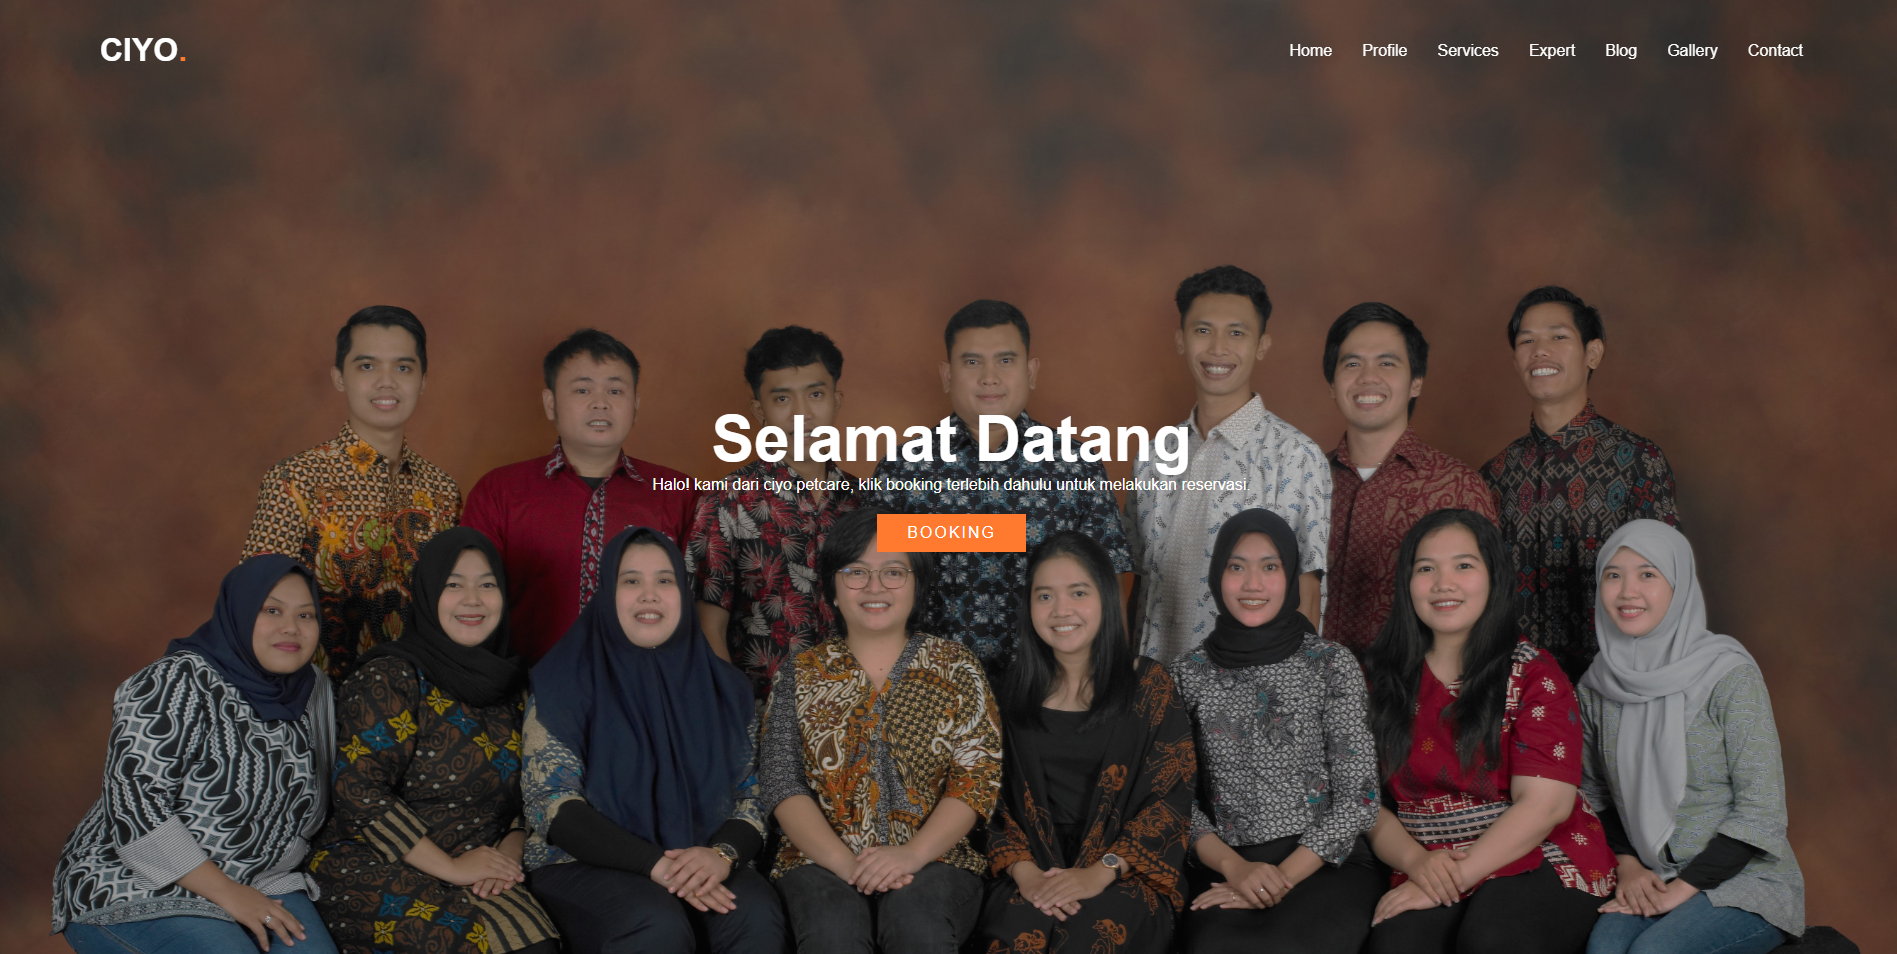 CIYO.
Home Profile Services Expert Blog Gallery Contact
Selamat Datang
Halo! kami dari ciyo petcare, klik booking terlebih dahulu untuk melakukan reservasi.
BOOKING